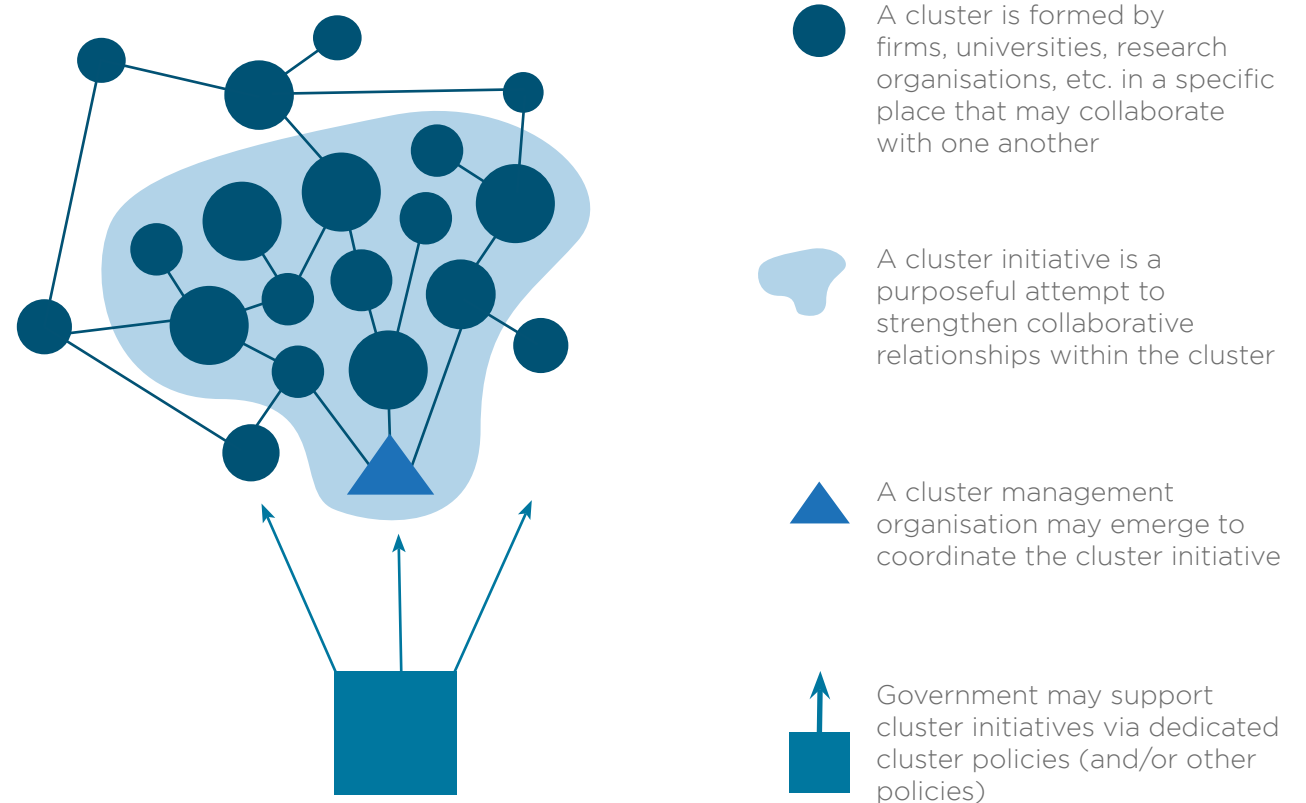 A cluster is formed by
firms, universities, research
organisations, etc. in a specific
place that may collaborate
with one another
A cluster initiative is a
purposeful attempt to
strengthen collaborative
relationships within the cluster
A cluster management
organisation may emerge to
coordinate the cluster initiative
Government may support
cluster initiatives via dedicated
cluster policies (and/or other
policies)